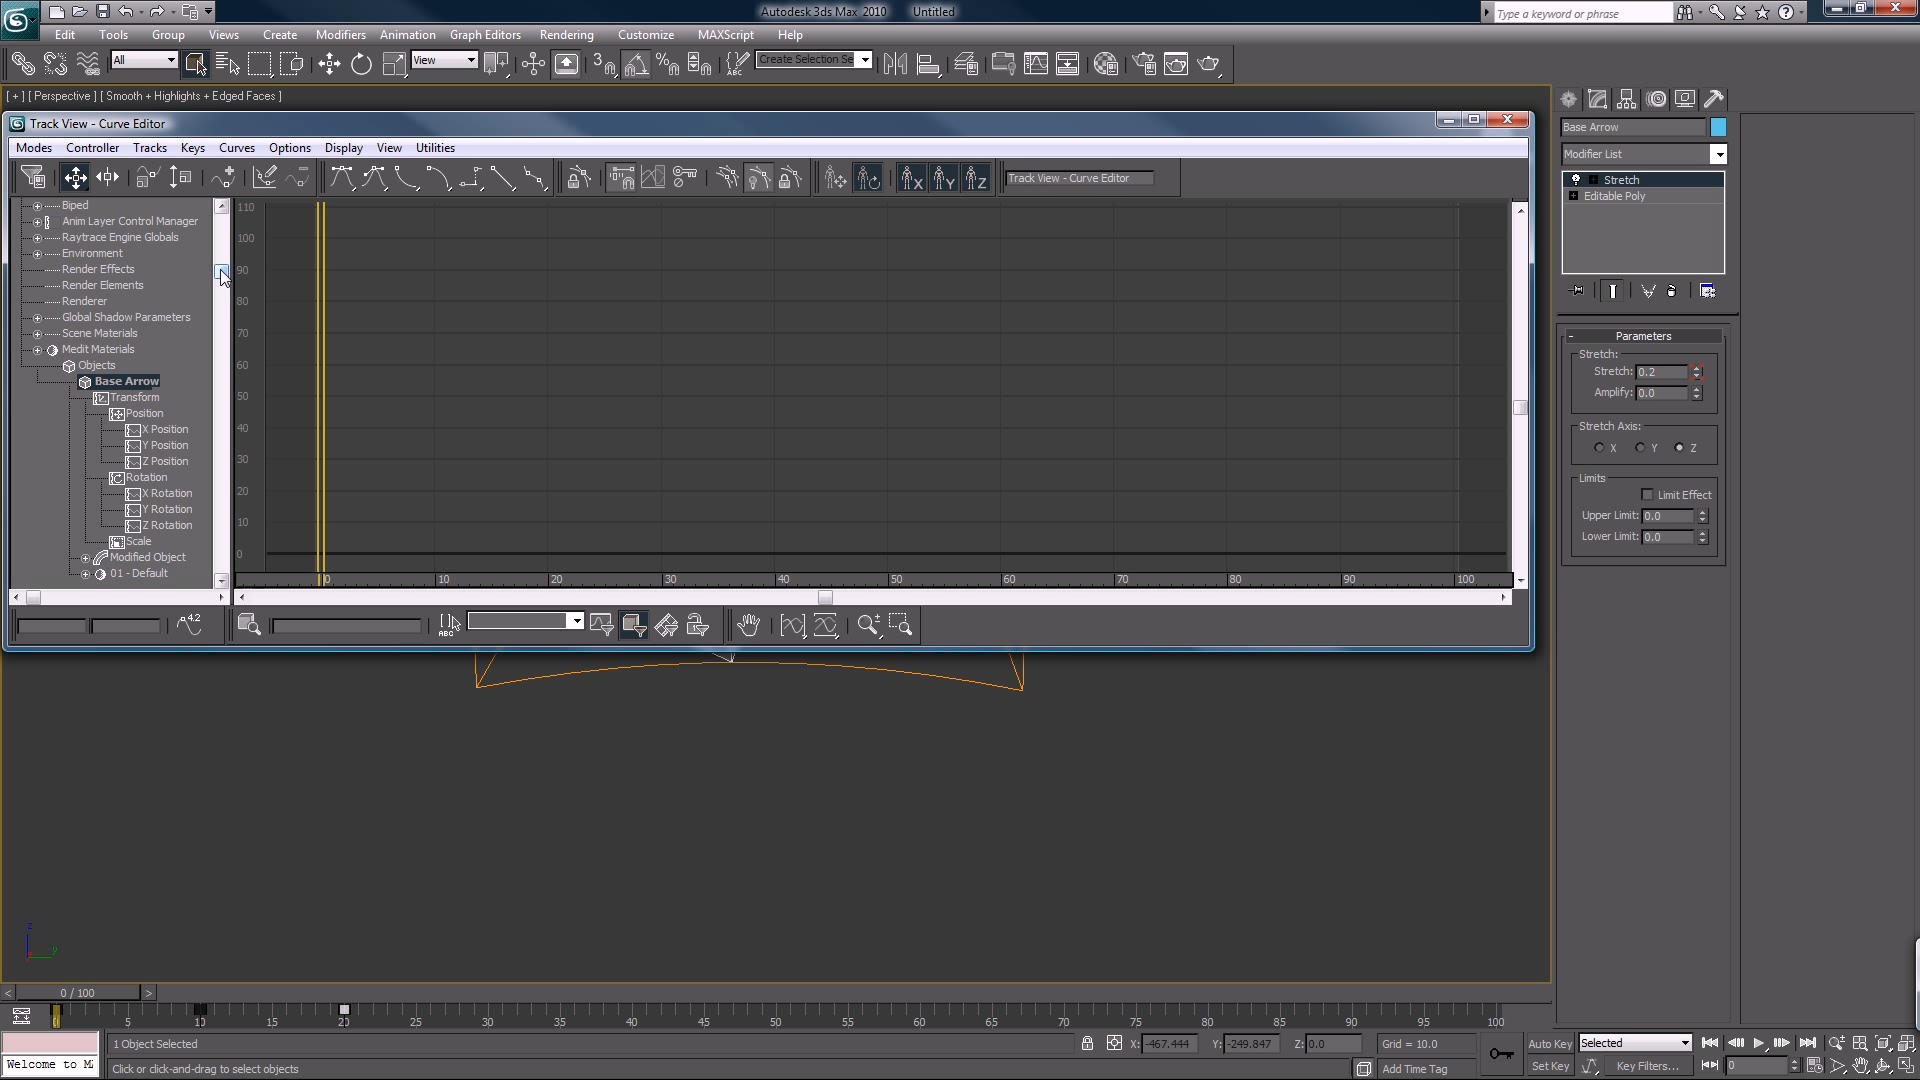 Autodesk 3ds Max 2010 Untitled
Type a keyword or phrase
Edit Tools Group Views Create Modifiers Animation Graph Editors Rendering Customize MAXScript Help
All
View
3
%
ABC
Create Selection Se
[ + ] [ Perspective ] [ Smooth + Highlights + Edged Faces ]
Track View - Curve Editor
Modes Controller Tracks Keys Curves Options Display View Utilities
X Y Z
Track View - Curve Editor
Biped
Anim Layer Control Manager
Raytrace Engine Globals
Environment
Render Effects
Render Elements
Renderer
Global Shadow Parameters
Scene Materials
Medit Materials
Objects
Base Arrow
Transform
Position
X Position
Y Position
Z Position
Rotation
X Rotation
Y Rotation
Z Rotation
Scale
Modified Object
01 - Default
110
100
90
80
70
60
50
40
30
20
10
0
0 10 20 30 40 50 60 70 80 90 100
4.2
ABC
Base Arrow
Modifier List
Stretch
Editable Poly
- Parameters
Stretch:
Stretch: 0.2
Amplify: 0.0
Stretch Axis:
X Y Z
Limits
Limit Effect
Upper Limit: 0.0
Lower Limit: 0.0
z
y
< 0 / 100 >
0 5 10 15 20 25 30 35 40 45 50 55 60 65 70 75 80 85 90 95 100
1 Object Selected
X: -467.444 Y: -249.847 Z: 0.0
Grid = 10.0
Auto Key Selected
Welcome to M
Click or click-and-drag to select objects
Add Time Tag
Set Key Key Filters...
0